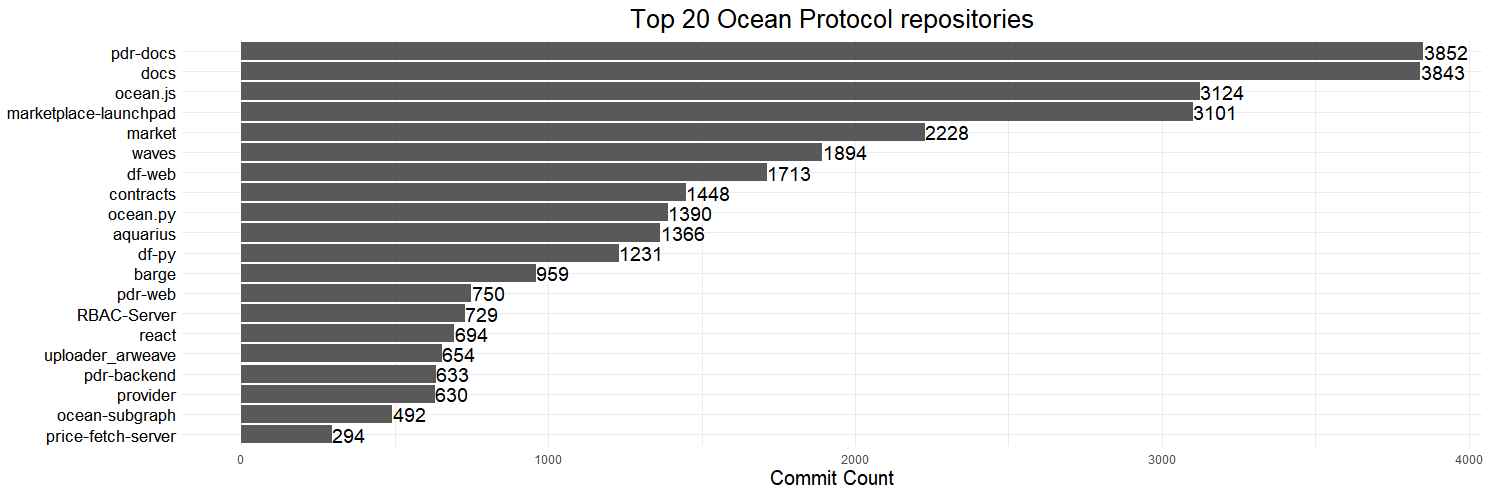 Top 20 Ocean Protocol repositories
pdr-docs 3852
docs 3843
ocean.js 3124
marketplace-launchpad 3101
market 2228
waves 1894
df-web 1713
contracts 1448
ocean.py 1390
aquarius 1366
df-py 1231
barge 959
pdr-web 750
RBAC-Server 729
react 694
uploader_arweave 654
pdr-backend 633
provider 630
ocean-subgraph 492
price-fetch-server 294
0 1000 2000 3000 4000
Commit Count